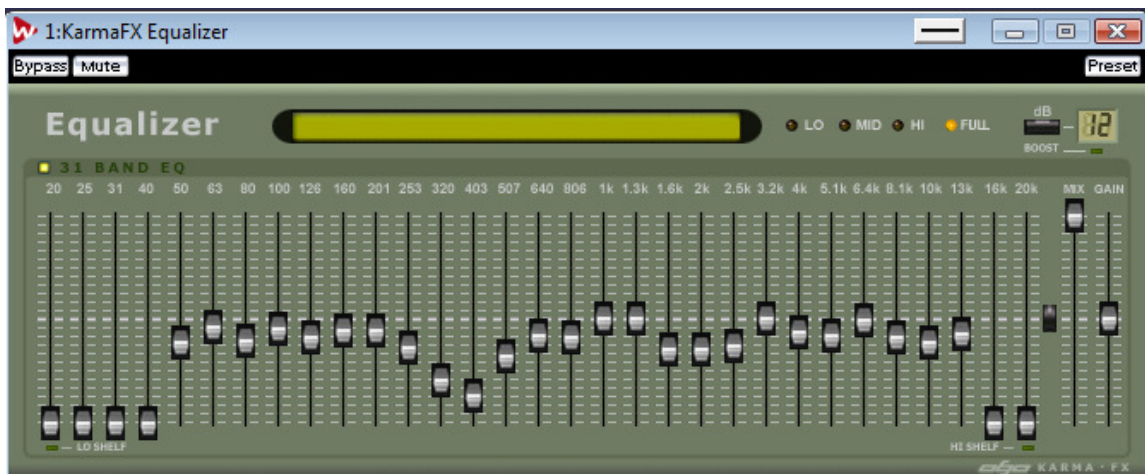 1:KarmaFX Equalizer
Bypass Mute Preset
Equalizer LO MID HI FULL dB 12
BOOST
31 BAND EQ
20 25 31 40 50 63 80 100 126 160 201 253 320 403 507 640 806 1k 1.3k 1.6k 2k 2.5k 3.2k 4k 5.1k 6.4k 8.1k 10k 13k 16k 20k MIX GAIN
LO SHELF HI SHELF
KARMA·FX